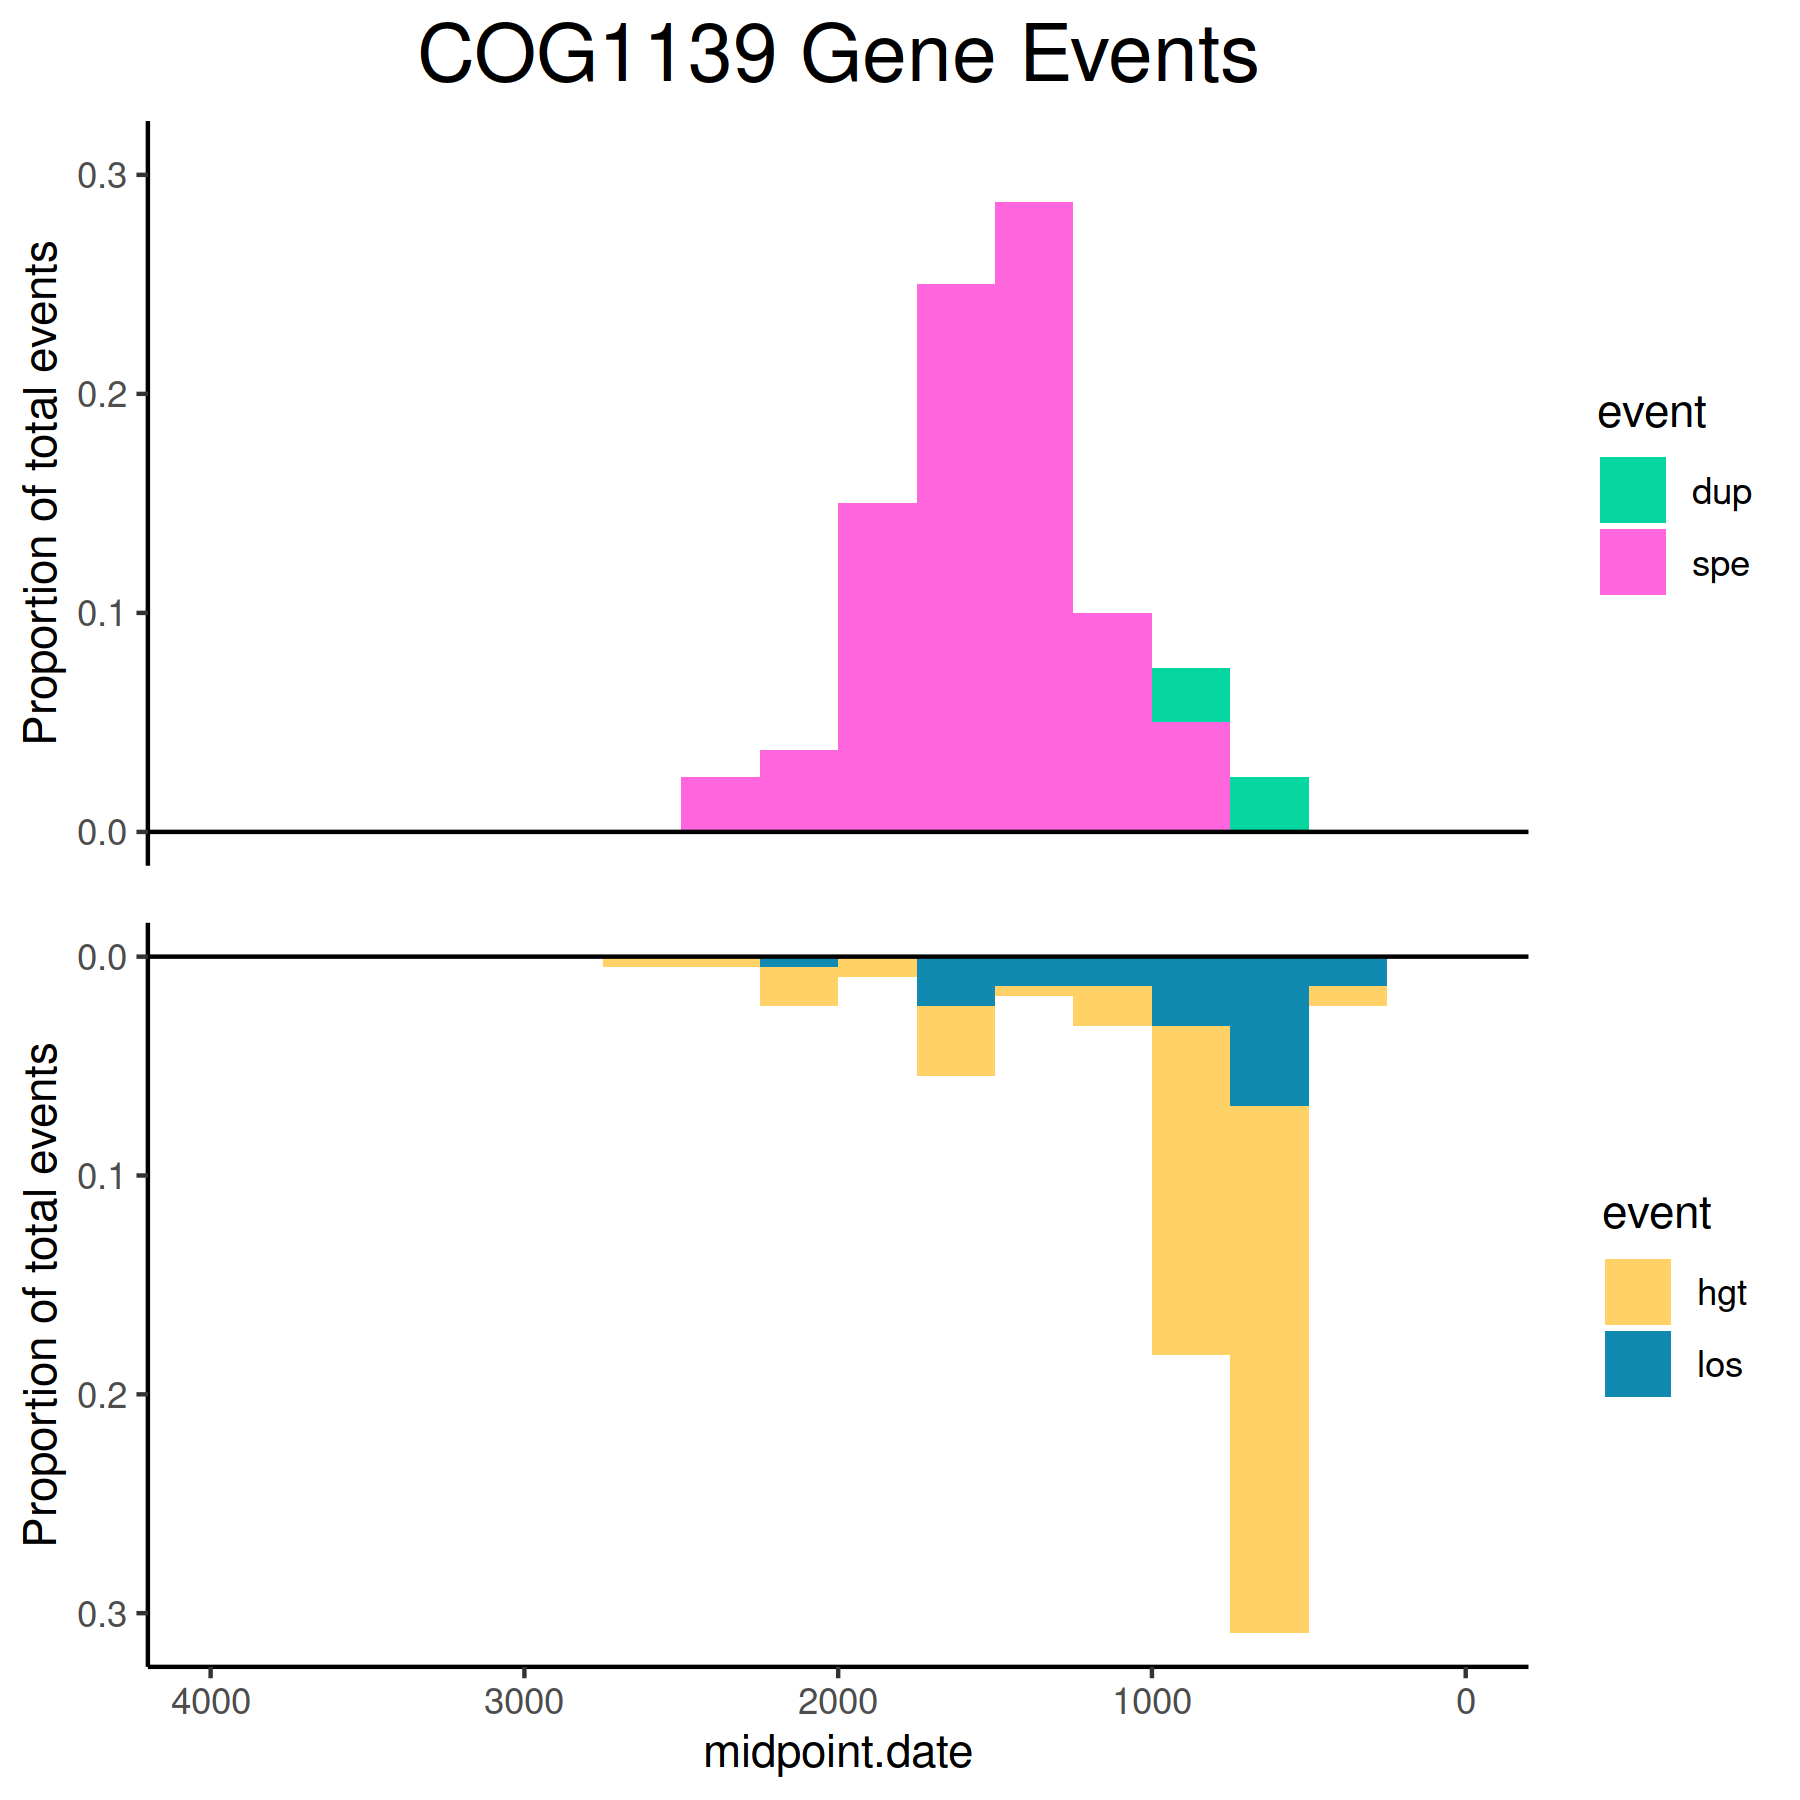 COG1139 Gene Events
Proportion of total events
0.3
0.2
0.1
0.0
event
dup
spe
Proportion of total events
0.0
0.1
0.2
0.3
event
hgt
los
4000 3000 2000 1000 0
midpoint.date